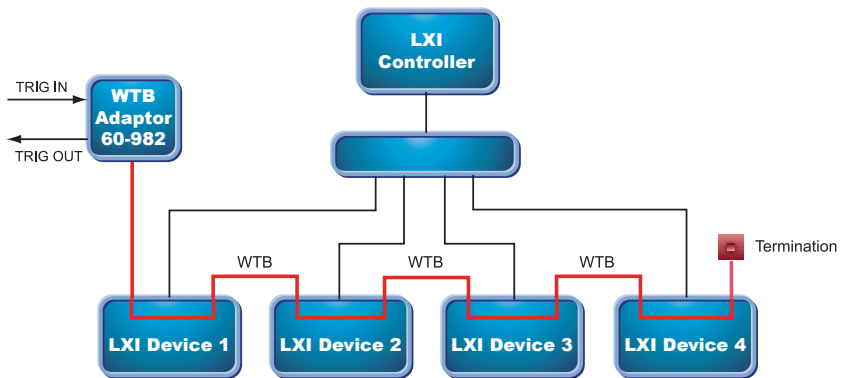 LXI
Controller
TRIG IN
WTB
Adaptor
60-982
TRIG OUT
WTB
WTB
WTB
Termination
LXI Device 1
LXI Device 2
LXI Device 3
LXI Device 4